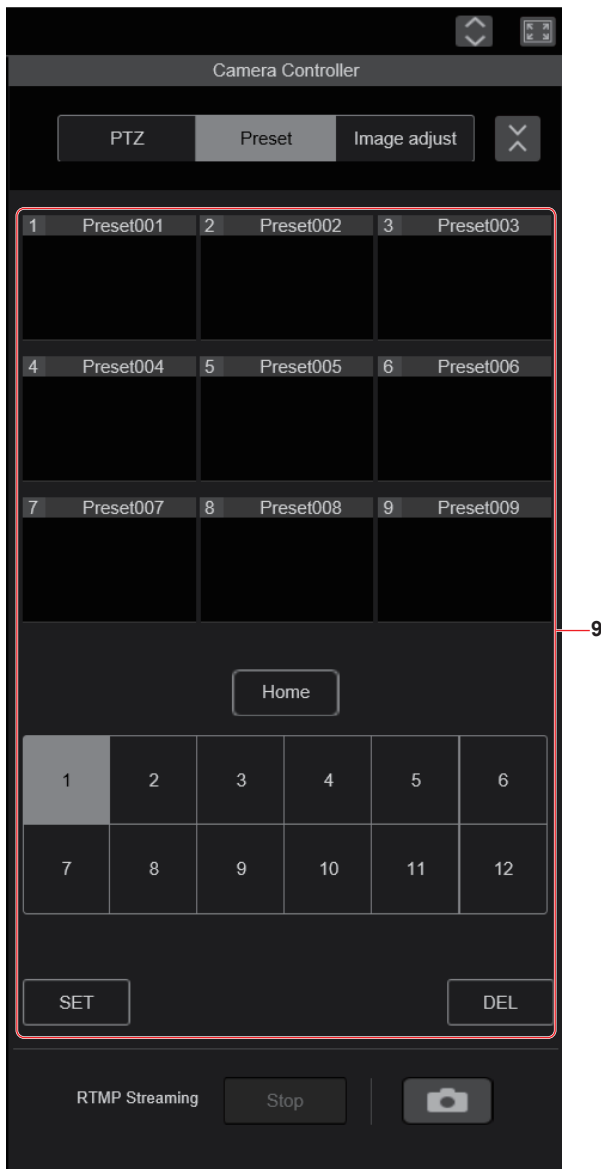 Camera Controller
PTZ Preset Image adjust
1 Preset001 2 Preset002 3 Preset003
4 Preset004 5 Preset005 6 Preset006
7 Preset007 8 Preset008 9 Preset009
9
Home
1 2 3 4 5 6
7 8 9 10 11 12
SET DEL
RTMP Streaming Stop